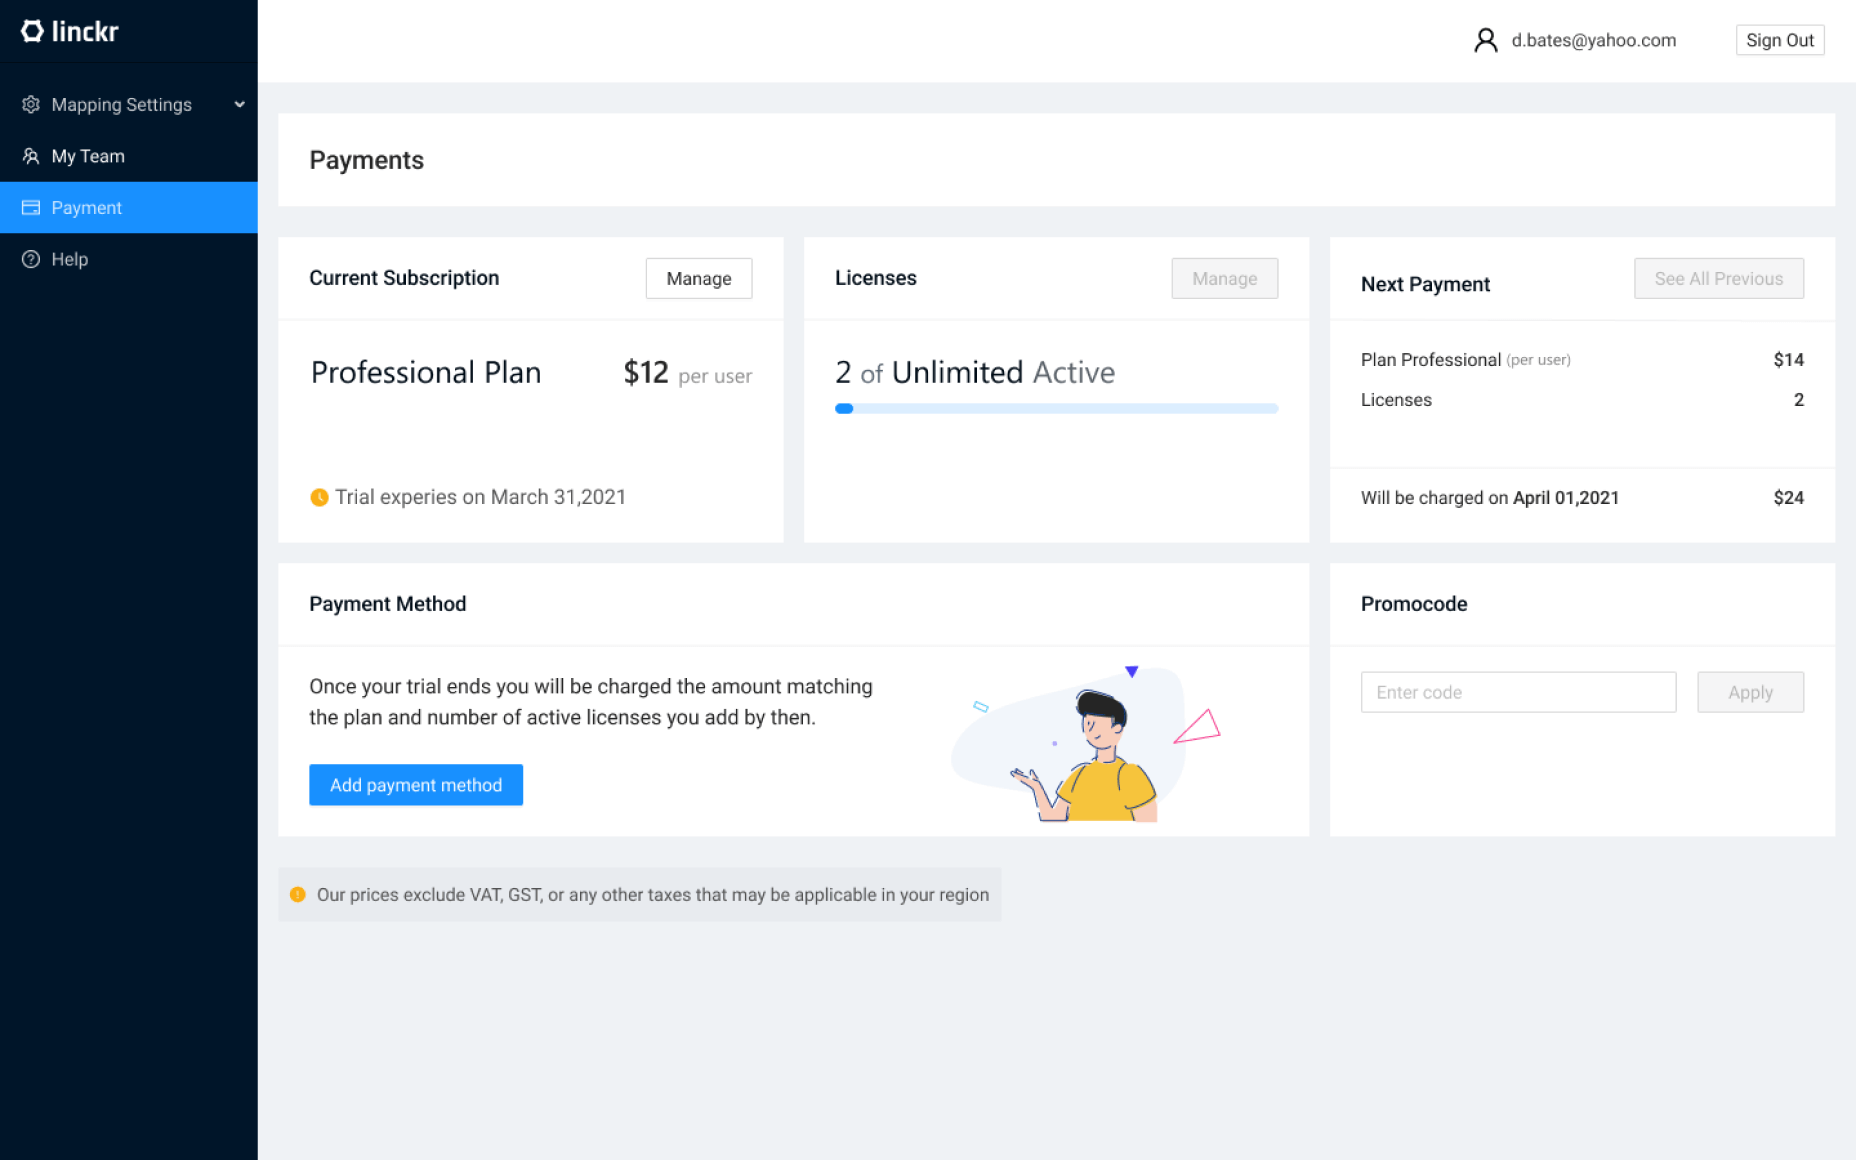 linckr
d.bates@yahoo.com
Sign Out
Mapping Settings
My Team
Payment
Help
Payments
Current Subscription
Manage
Professional Plan
$12 per user
Trial experies on March 31,2021
Licenses
Manage
2 of Unlimited Active
Next Payment
See All Previous
Plan Professional (per user) $14
Licenses 2
Will be charged on April 01,2021 $24
Payment Method
Once your trial ends you will be charged the amount matching
the plan and number of active licenses you add by then.
Add payment method
Promocode
Enter code
Apply
Our prices exclude VAT, GST, or any other taxes that may be applicable in your region